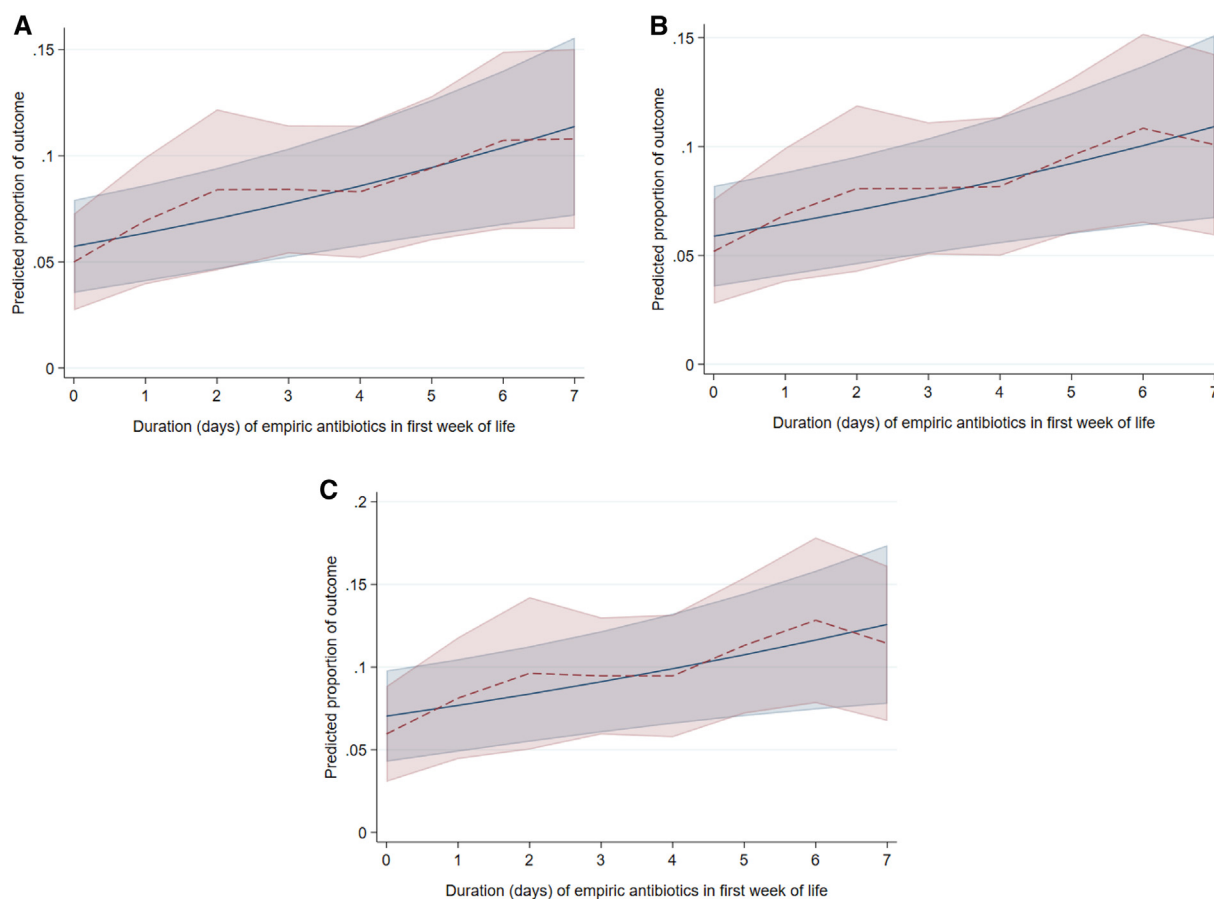 A
Predicted proportion of outcome
.15
.1
.05
0
0 1 2 3 4 5 6 7
Duration (days) of empiric antibiotics in first week of life
B
Predicted proportion of outcome
.15
.1
.05
0
0 1 2 3 4 5 6 7
Duration (days) of empiric antibiotics in first week of life
C
Predicted proportion of outcome
.2
.15
.1
.05
0
0 1 2 3 4 5 6 7
Duration (days) of empiric antibiotics in first week of life